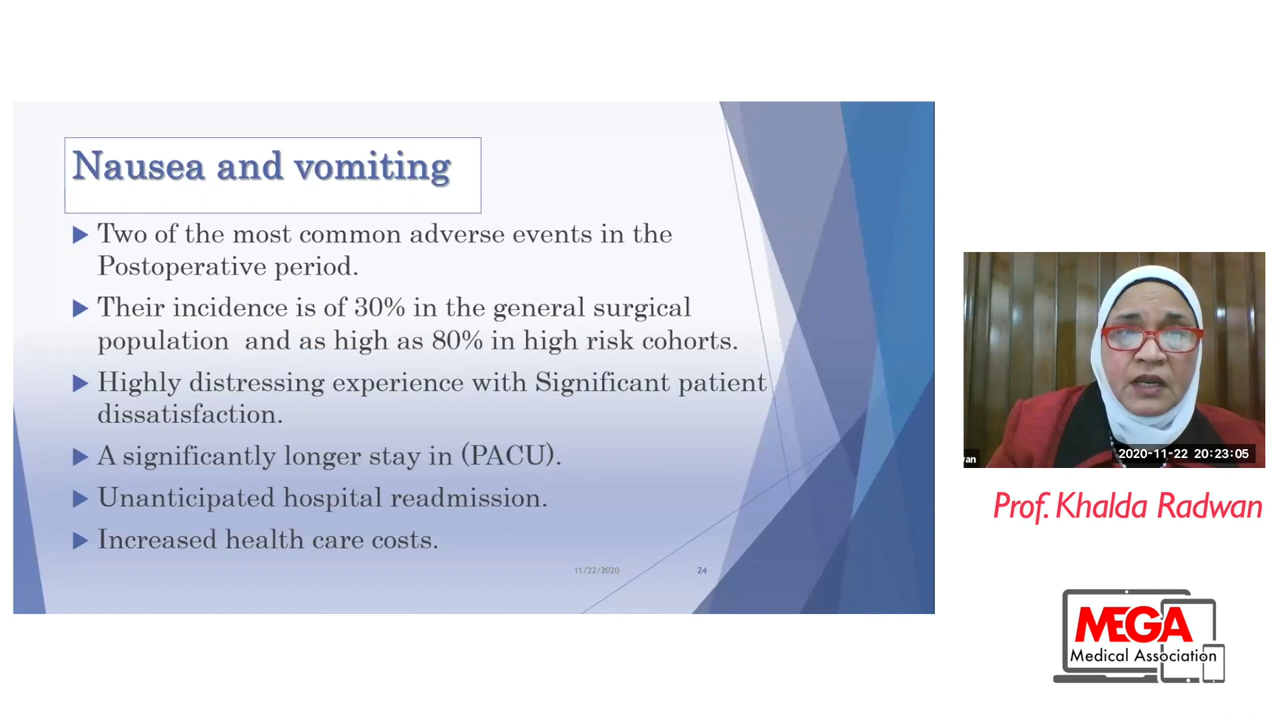 Nausea and vomiting
Two of the most common adverse events in the
Postoperative period.
Their incidence is of 30% in the general surgical
population and as high as 80% in high risk cohorts.
Highly distressing experience with Significant patient
dissatisfaction.
A significantly longer stay in (PACU).
Unanticipated hospital readmission.
Increased health care costs.
11/22/2020
24
van
2020-11-22 20:23:05
Prof. Khalda Radwan
MEGA
Medical Association